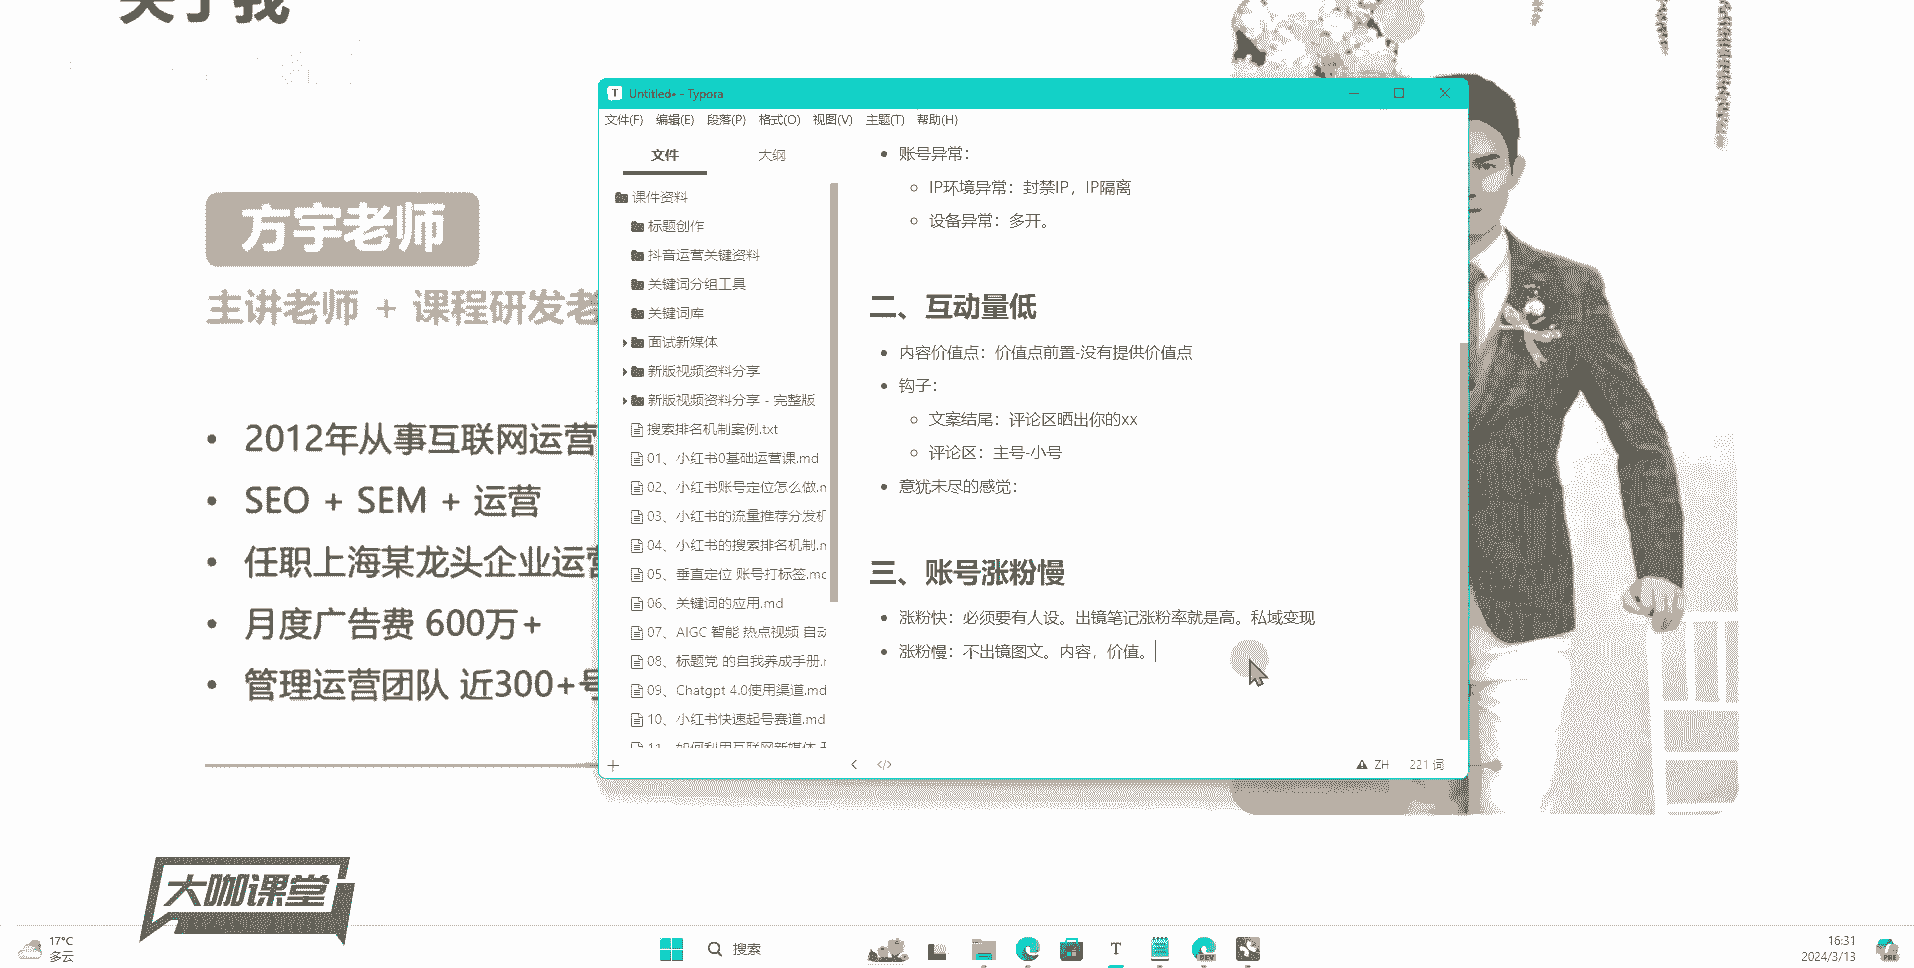 关于我
方宇老师
主讲老师 + 课程研发老
2012年从事互联网运营
SEO + SEM + 运营
任职上海某龙头企业运营
月度广告费 600万+
管理运营团队 近300+号
大咖课堂
Untitled• - Typora
文件(F) 编辑(E) 段落(P) 格式(O) 视图(V) 主题(T) 帮助(H)
文件 大纲
课件资料
标题创作
抖音运营关键资料
关键词分组工具
关键词库
面试新媒体
新版视频资料分享
新版视频资料分享 - 完整版
搜索排名机制案例.txt
01、小红书0基础运营课.md
02、小红书账号定位怎么做.m
03、小红书的流量推荐分发机
04、小红书的搜索排名机制.m
05、垂直定位 账号打标签.md
06、关键词的应用.md
07、AIGC 智能 热点视频 自动
08、标题党 的自我养成手册.m
09、Chatgpt 4.0使用渠道.md
10、小红书快速起号赛道.md
11、如何利用互联网新媒体
账号异常：
IP环境异常：封禁IP，IP隔离
设备异常：多开。
二、互动量低
内容价值点：价值点前置-没有提供价值点
钩子：
文案结尾：评论区晒出你的xx
评论区：主号-小号
意犹未尽的感觉：
三、账号涨粉慢
涨粉快：必须要有人设。出镜笔记涨粉率就是高。私域变现
涨粉慢：不出镜图文。内容，价值。
ZH 221 词
17°C
多云
搜索
DEV
16:31
2024/3/13
PRE